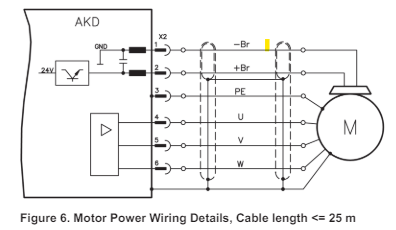 AKD
X2
GND
1
−Br
24V
2
+Br
3
PE
4
U
M
5
V
6
W
Figure 6. Motor Power Wiring Details, Cable length <= 25 m